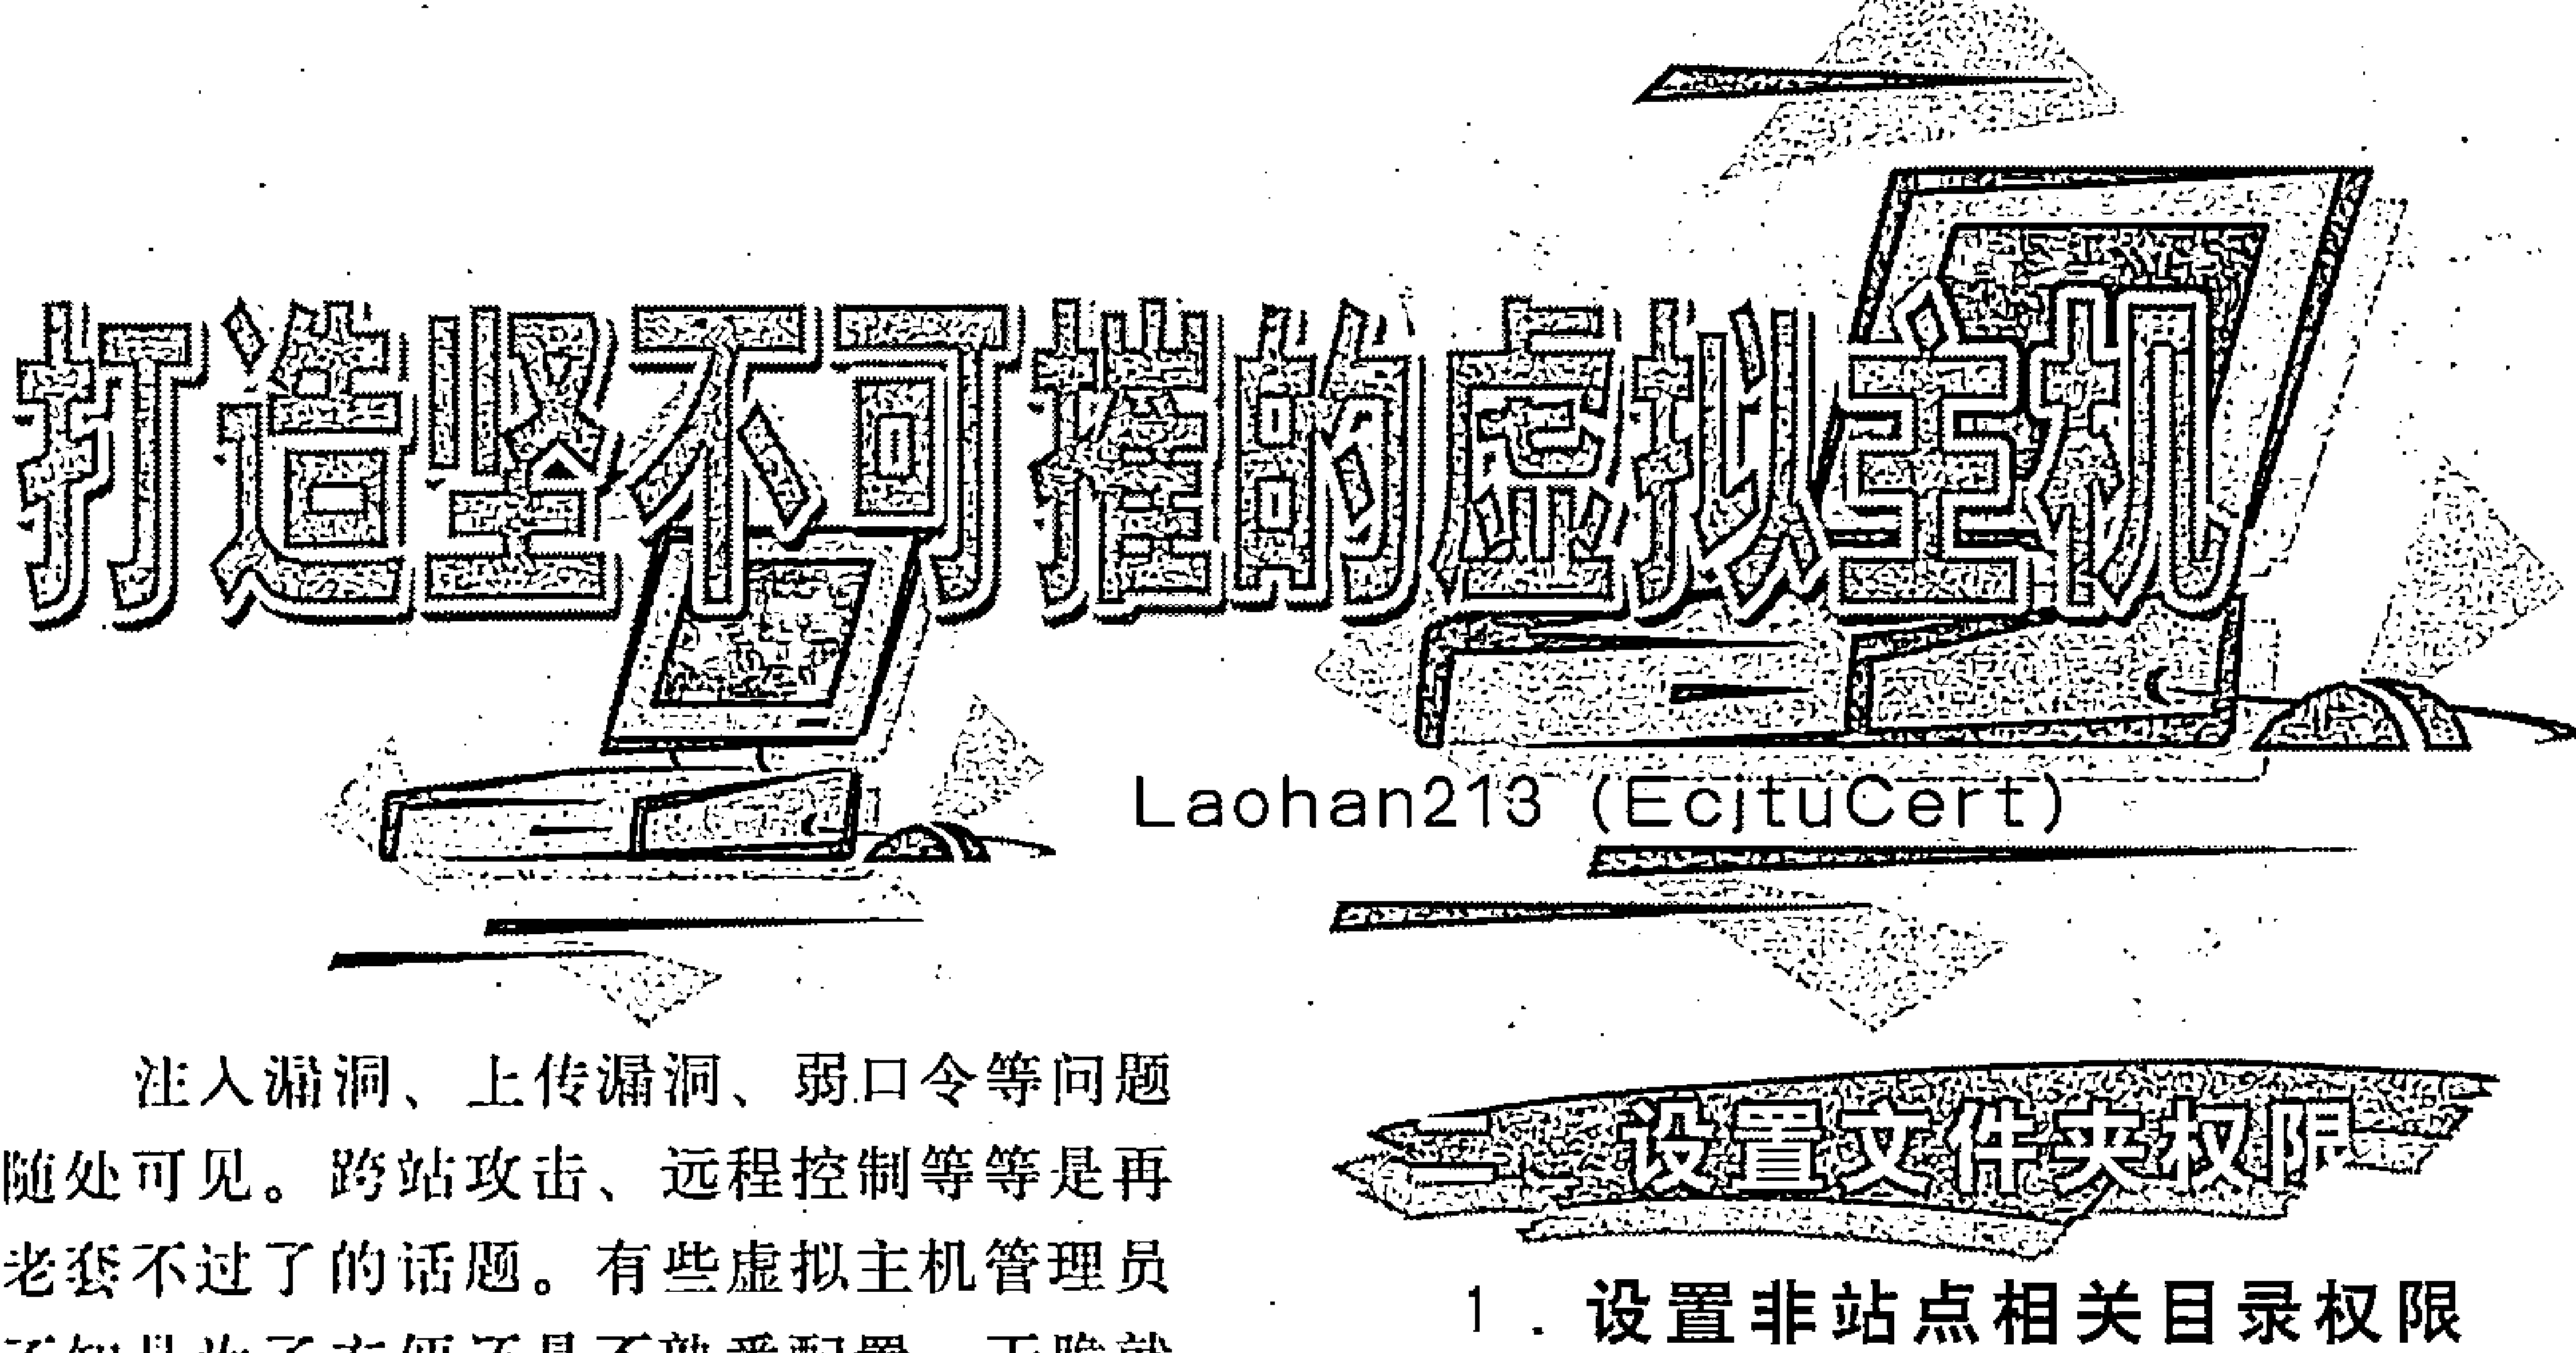 打造坚不可摧的虚拟主机
Laohan213 (EcjtuCert)
注入漏洞、上传漏洞、弱口令等问题
随处可见。跨站攻击、远程控制等等是再
老套不过了的话题。有些虚拟主机管理员
二、设置文件夹权限
1．设置非站点相关目录权限